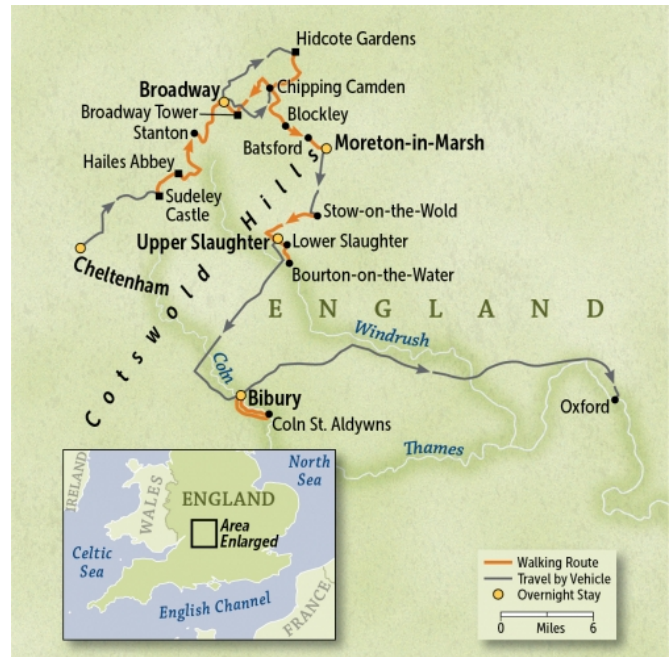 Hidcote Gardens
Broadway
Chipping Camden
Broadway Tower
Blockley
Stanton
Batsford
Moreton-in-Marsh
Hailes Abbey
Sudeley
Castle
Stow-on-the-Wold
Upper Slaughter
Lower Slaughter
Cheltenham
Bourton-on-the-Water
Cotswold Hills
ENGLAND
Windrush
Coln
Bibury
Oxford
Coln St. Aldywns
Thames
North
Sea
IRELAND
WALES
ENGLAND
Area
Enlarged
Celtic
Sea
English Channel
FRANCE
Walking Route
Travel by Vehicle
Overnight Stay
0 Miles 6